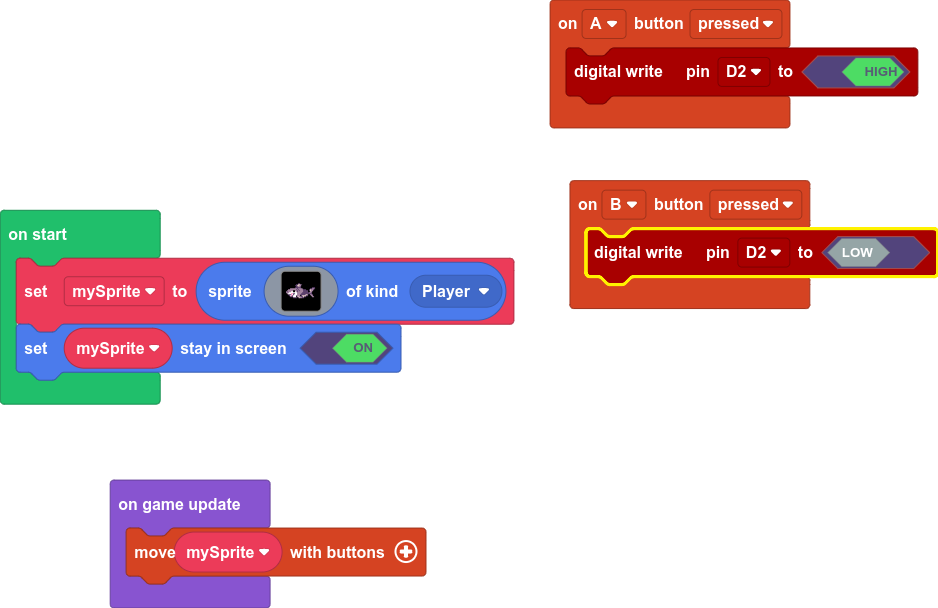 on A button pressed
digital write pin D2 to HIGH
on B button pressed
digital write pin D2 to LOW
on start
set mySprite to sprite of kind Player
set mySprite stay in screen ON
on game update
move mySprite with buttons